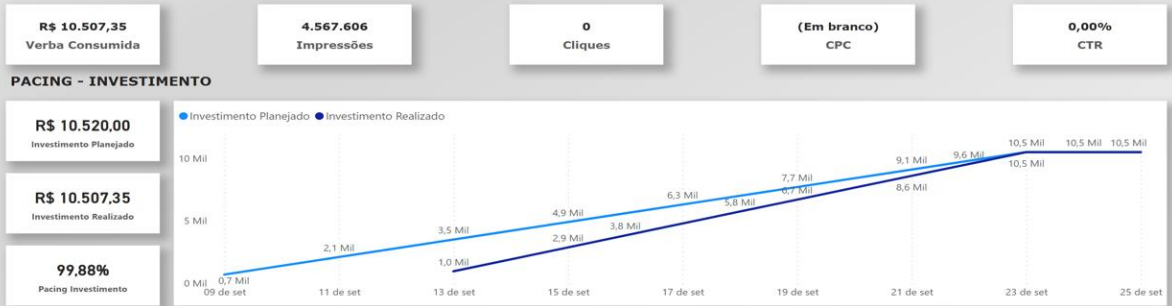 R$ 10.507,35
Verba Consumida
4.567.606
Impressões
0
Cliques
(Em branco)
CPC
0,00%
CTR
PACING - INVESTIMENTO
R$ 10.520,00
Investimento Planejado
R$ 10.507,35
Investimento Realizado
99,88%
Pacing Investimento
Investimento Planejado Investimento Realizado
10 Mil
5 Mil
0 Mil
0,7 Mil
2,1 Mil
3,5 Mil
4,9 Mil
6,3 Mil
7,7 Mil
9,1 Mil
9,6 Mil
10,5 Mil 10,5 Mil 10,5 Mil
1,0 Mil
2,9 Mil
3,8 Mil
5,8 Mil
6,7 Mil
8,6 Mil
10,5 Mil
09 de set 11 de set 13 de set 15 de set 17 de set 19 de set 21 de set 23 de set 25 de set